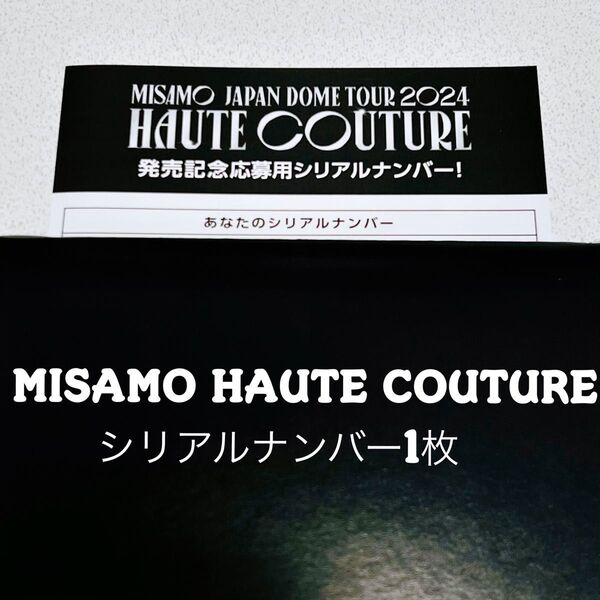 MISAMO JAPAN DOME TOUR 2024
HAUTE COUTURE
発売記念応募用シリアルナンバー!
あなたのシリアルナンバー
MISAMO HAUTE COUTURE
シリアルナンバー1枚